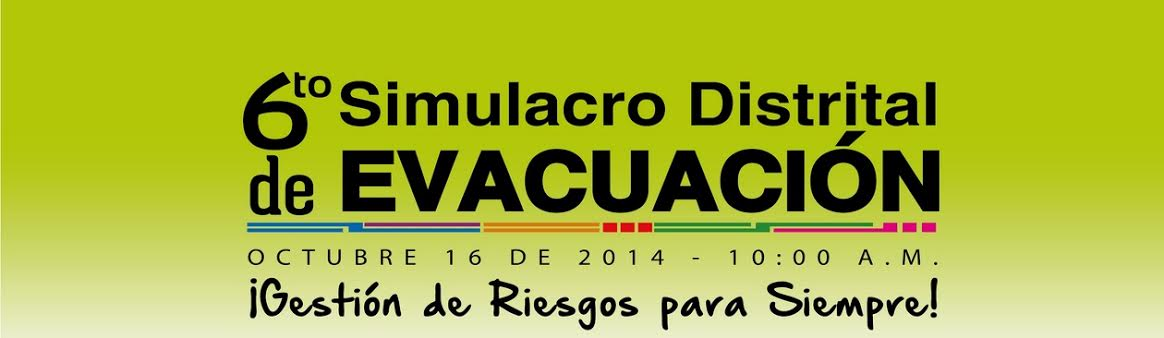 6to Simulacro Distrital
de EVACUACIÓN
OCTUBRE 16 DE 2014 - 10:00 A.M.
¡Gestión de Riesgos para Siempre!